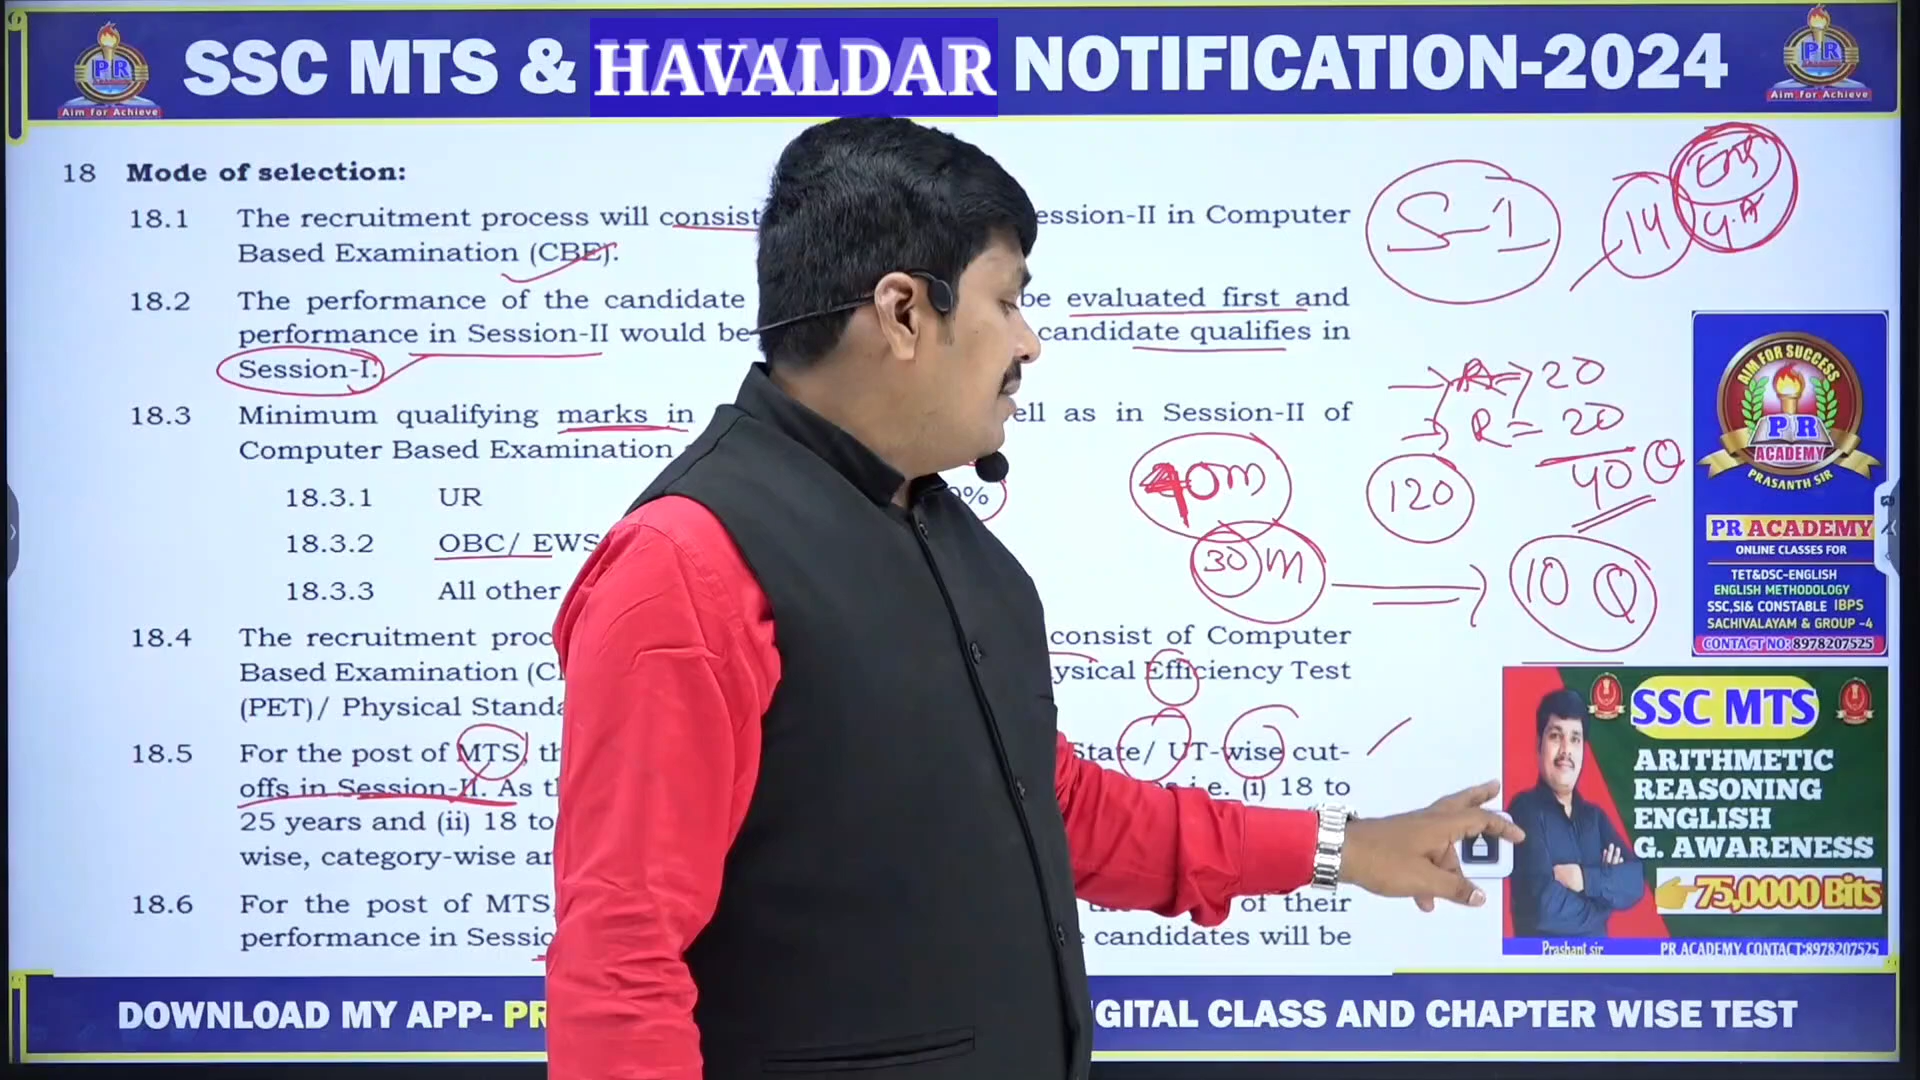 SSC MTS & HAVALDAR NOTIFICATION-2024
PR
Aim for Achieve
PR
Aim for Achieve
18 Mode of selection:
18.1 The recruitment process will consist ession-II in Computer
Based Examination (CBE).
18.2 The performance of the candidate be evaluated first and
performance in Session-II would be candidate qualifies in
Session-I.
18.3 Minimum qualifying marks in ell as in Session-II of
Computer Based Examination
18.3.1 UR 0%
18.3.2 OBC/ EWS
18.3.3 All other
18.4 The recruitment proc consist of Computer
Based Examination (C ysical Efficiency Test
(PET)/ Physical Standa
18.5 For the post of MTS, th State/ UT-wise cut-
offs in Session-II. As t i.e. (i) 18 to
25 years and (ii) 18 to
wise, category-wise an
18.6 For the post of MTS, of their
performance in Sessio candidates will be
S-1
14
G.A
20
R = 20
40 Q
40m
120
30 m
10 Q
AIM FOR SUCCESS
PR
ACADEMY
PRASANTH SIR
PR ACADEMY
ONLINE CLASSES FOR
TET&DSC-ENGLISH
ENGLISH METHODOLOGY
SSC,SI& CONSTABLE IBPS
SACHIVALAYAM & GROUP -4
CONTACT NO: 8978207525
SSC MTS
ARITHMETIC
REASONING
ENGLISH
G. AWARENESS
75,0000 Bits
Prashant sir PR ACADEMY. CONTACT:8978207525
DOWNLOAD MY APP- PR GITAL CLASS AND CHAPTER WISE TEST